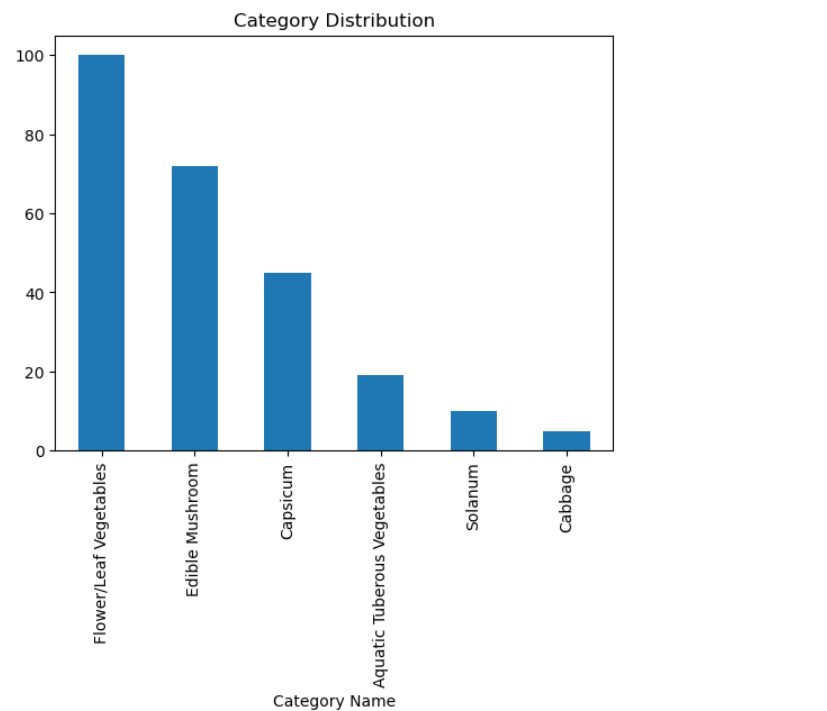 Category Distribution
100
80
60
40
20
0
Flower/Leaf Vegetables
Edible Mushroom
Capsicum
Aquatic Tuberous Vegetables
Solanum
Cabbage
Category Name